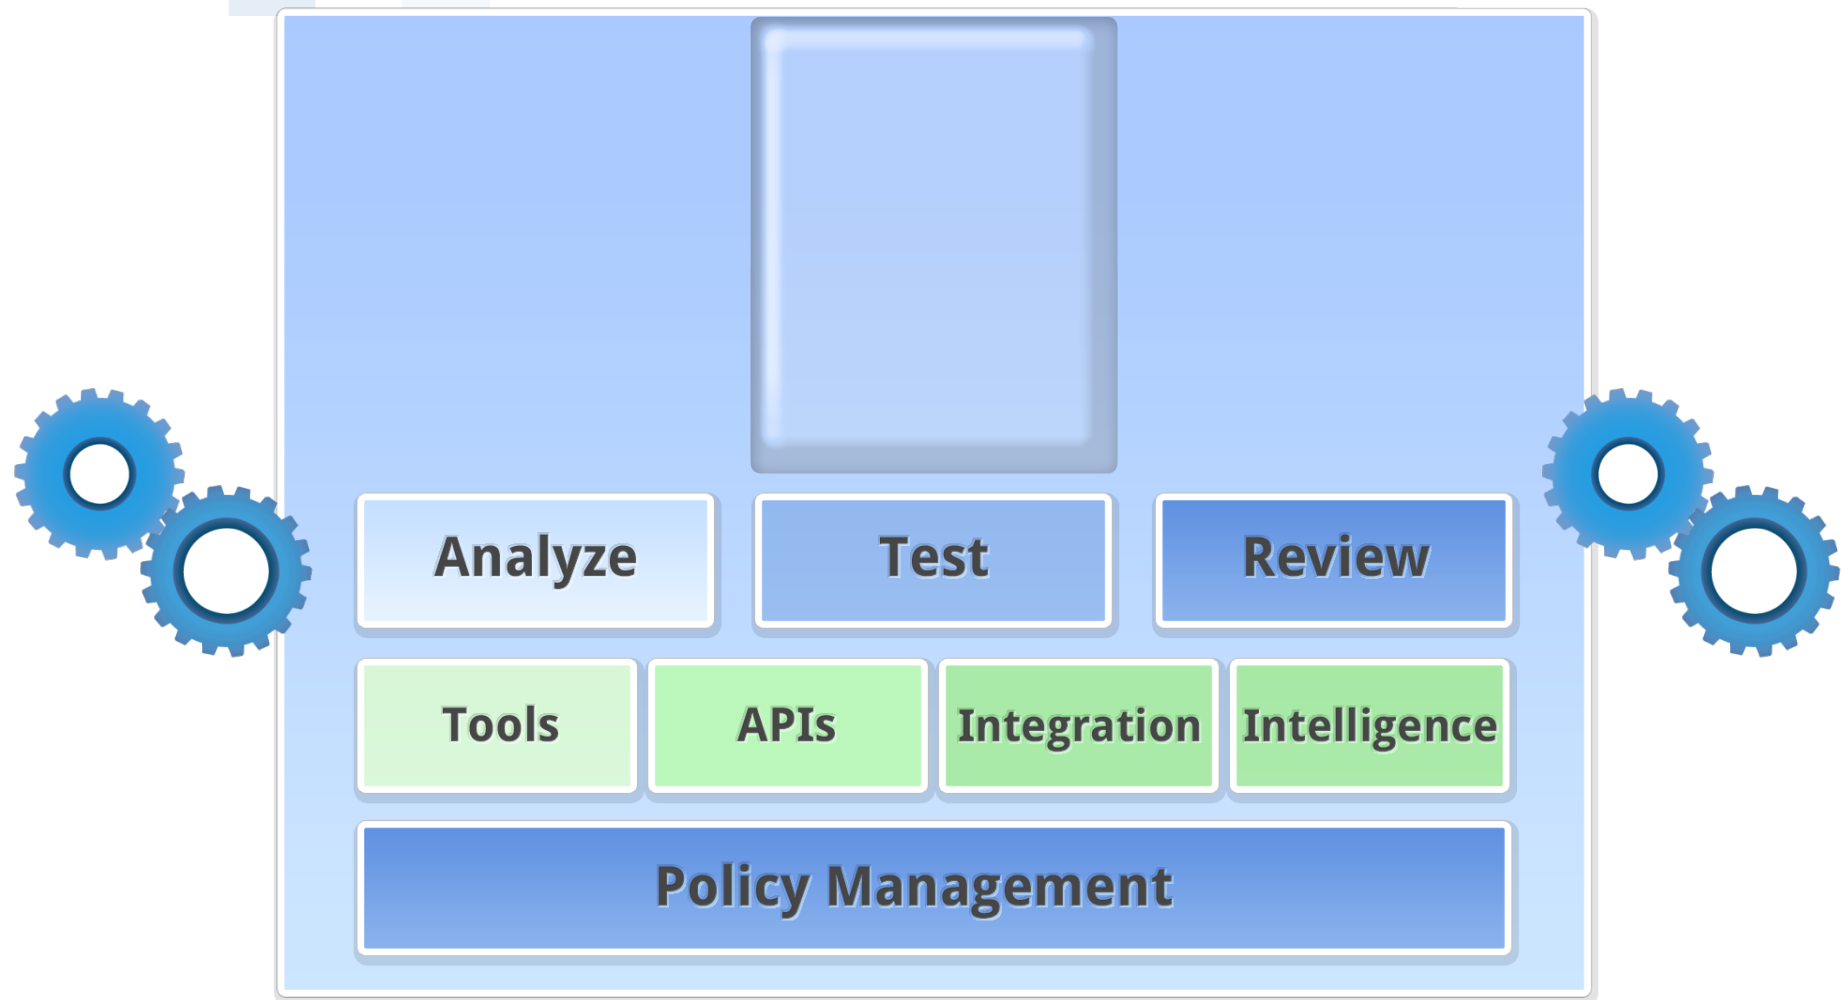 Analyze
Test
Review
Tools
APIs
Integration
Intelligence
Policy Management